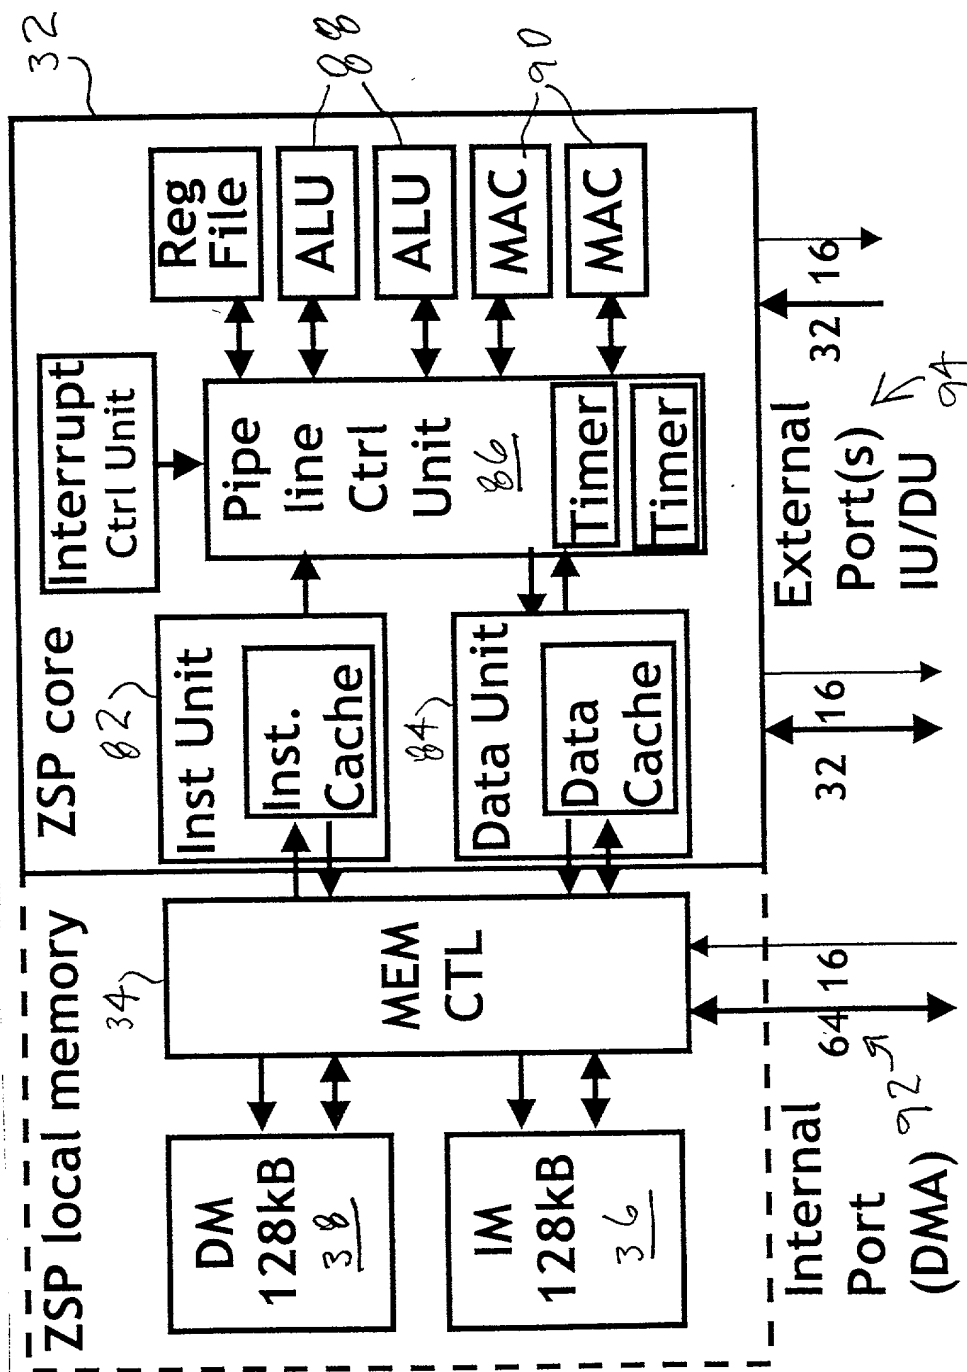 ZSP local memory
ZSP core
32
DM
128kB
38
IM
128kB
36
34
MEM
CTL
82
Inst Unit
Inst.
Cache
84
Data Unit
Data
Cache
Interrupt
Ctrl Unit
Pipe
line
Ctrl
Unit
86
Timer
Timer
Reg
File
ALU
ALU
88
MAC
MAC
90
Internal
Port
(DMA)
92
64
16
32
16
External
Port(s)
IU/DU
94
32
16